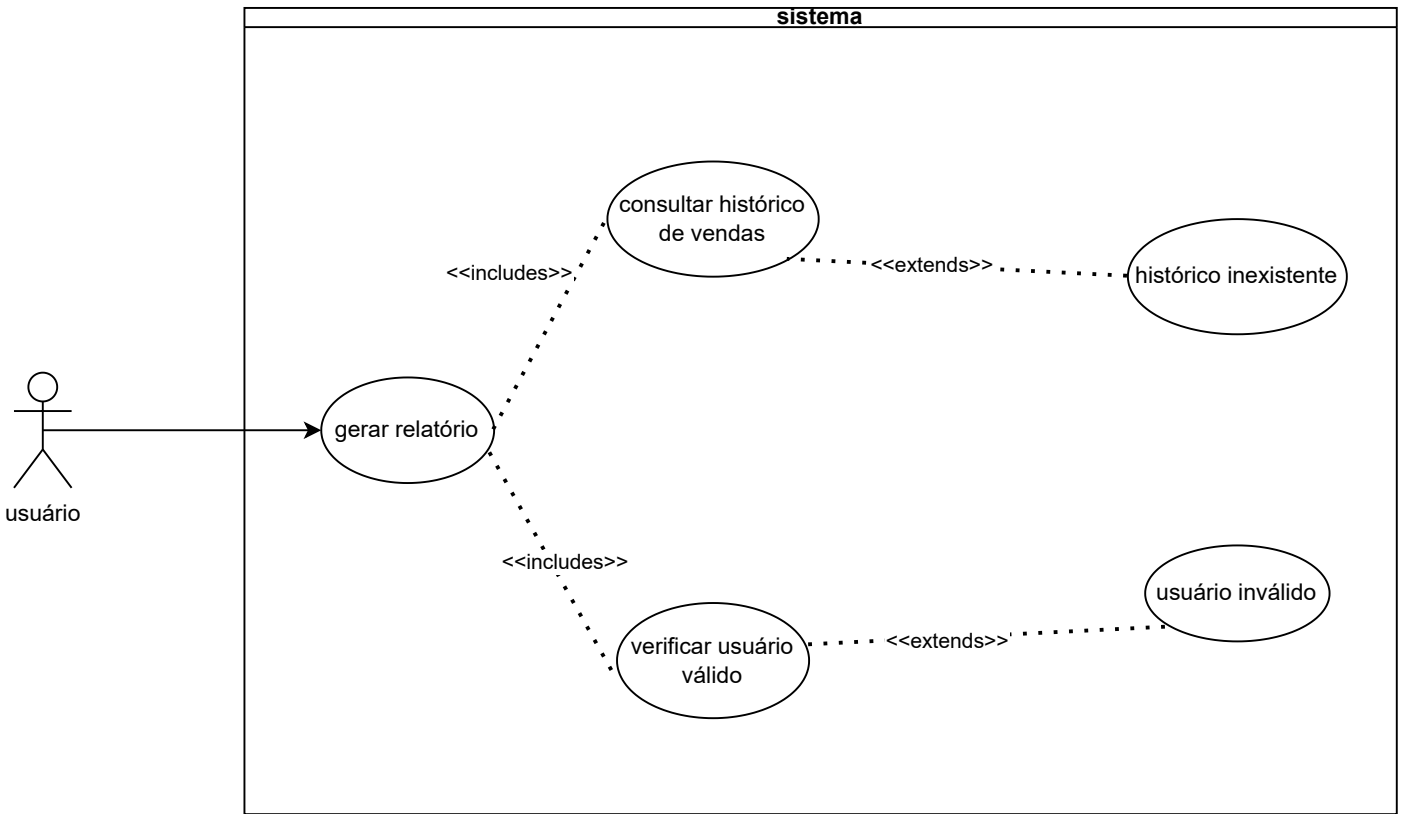 sistema
consultar histórico
de vendas
<<includes>>
<<extends>>
histórico inexistente
gerar relatório
usuário
<<includes>>
usuário inválido
verificar usuário
válido
<<extends>>